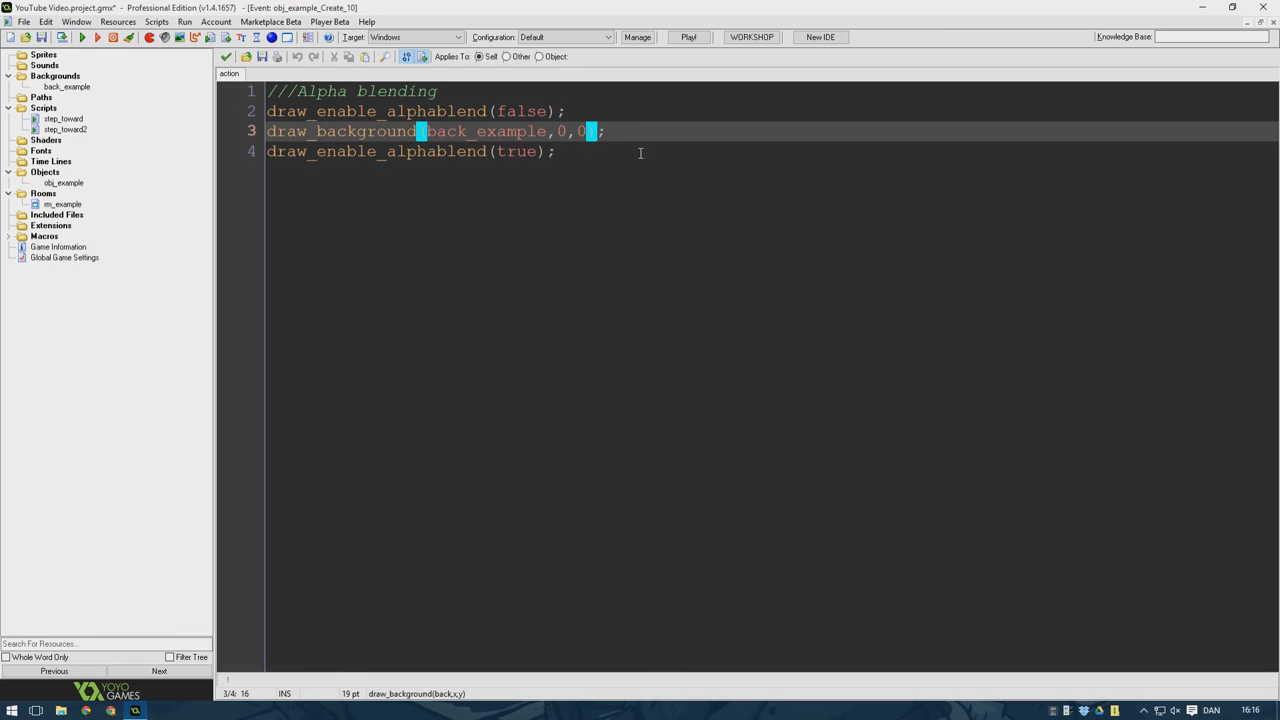 YouTube Video.project.gmx* - Professional Edition (v1.4.1657) - [Event: obj_example_Create_10]
File Edit Window Resources Scripts Run Account Marketplace Beta Player Beta Help
Target: Windows Configuration: Default Manage Play! WORKSHOP New IDE Knowledge Base:
Applies To: Self Other Object:
action
Sprites
Sounds
Backgrounds
back_example
Paths
Scripts
step_toward
step_toward2
Shaders
Fonts
Time Lines
Objects
obj_example
Rooms
rm_example
Included Files
Extensions
Macros
Game Information
Global Game Settings
1 ///Alpha blending
2 draw_enable_alphablend(false);
3 draw_background(back_example,0,0);
4 draw_enable_alphablend(true);
Search For Resources...
Whole Word Only Filter Tree
Previous Next
YOYO GAMES
3/4: 16 INS 19 pt draw_background(back,x,y)
DAN 16:16